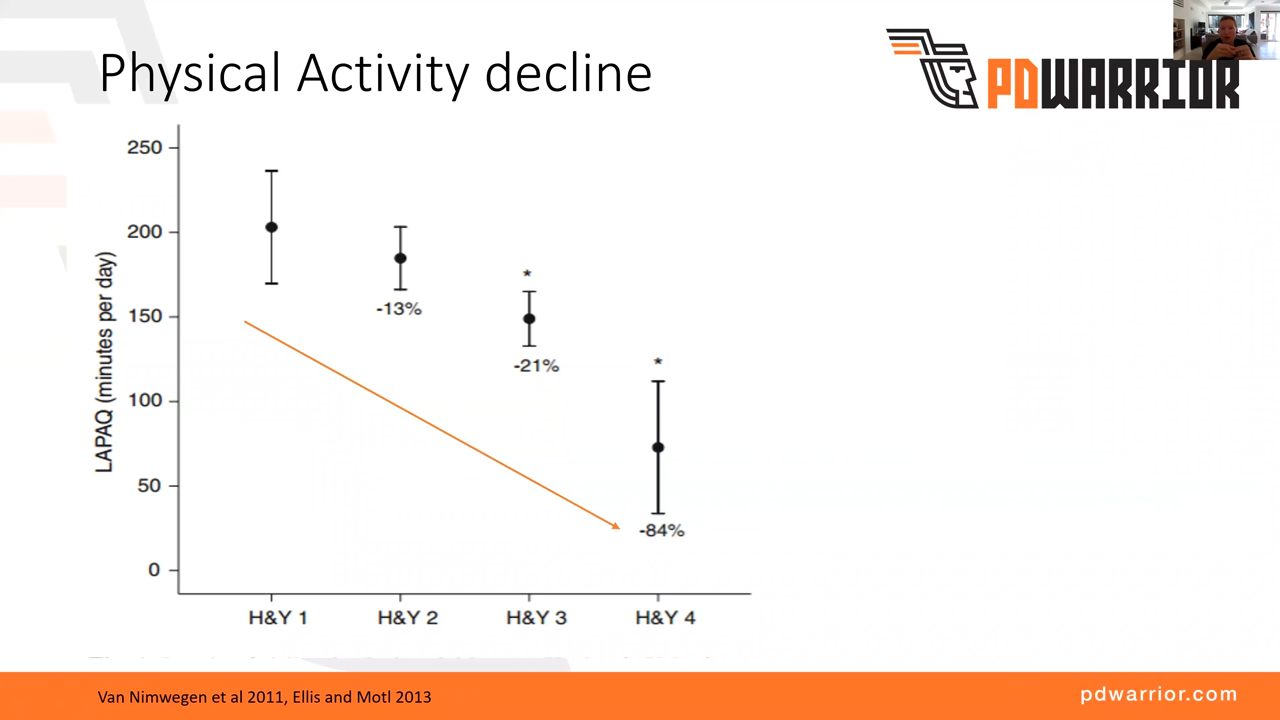 Physical Activity decline
PDWARRIOR
250
200
150
100
50
0
LAPAQ (minutes per day)
-13%
*
-21%
*
-84%
H&Y 1
H&Y 2
H&Y 3
H&Y 4
Van Nimwegen et al 2011, Ellis and Motl 2013
pdwarrior.com